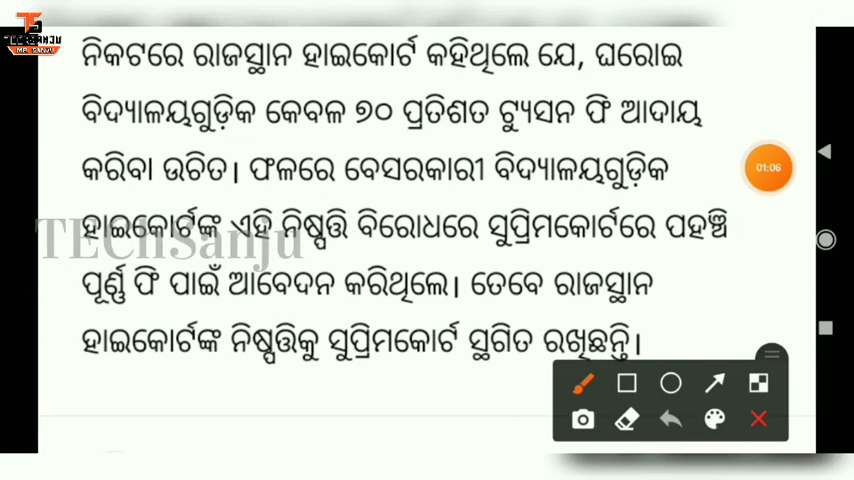 TS
TECHSANJU
MR. SANJU
ନିକଟରେ ରାଜସ୍ଥାନ ହାଇକୋର୍ଟ କହିଥିଲେ ଯେ, ଘରୋଇ
ବିଦ୍ୟାଳୟଗୁଡ଼ିକ କେବଳ ୭୦ ପ୍ରତିଶତ ଟ୍ୟୁସନ ଫି ଆଦାୟ
କରିବା ଉଚିତ। ଫଳରେ ବେସରକାରୀ ବିଦ୍ୟାଳୟଗୁଡ଼ିକ
01:06
ହାଇକୋର୍ଟଙ୍କ ଏହି ନିଷ୍ପତ୍ତି ବିରୋଧରେ ସୁପ୍ରିମକୋର୍ଟରେ ପହଞ୍ଚି
TEChSanju
ପୂର୍ଣ୍ଣ ଫି ପାଇଁ ଆବେଦନ କରିଥିଲେ। ତେବେ ରାଜସ୍ଥାନ
ହାଇକୋର୍ଟଙ୍କ ନିଷ୍ପତ୍ତିକୁ ସୁପ୍ରିମକୋର୍ଟ ସ୍ଥଗିତ ରଖିଛନ୍ତି।